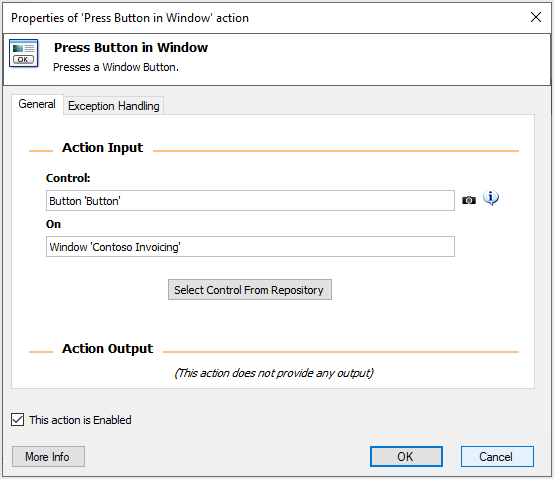 Properties of 'Press Button in Window' action
Press Button in Window
OK
Presses a Window Button.
General
Exception Handling
Action Input
Control:
Button 'Button'
On
Window 'Contoso Invoicing'
Select Control From Repository
Action Output
(This action does not provide any output)
This action is Enabled
More Info
OK
Cancel